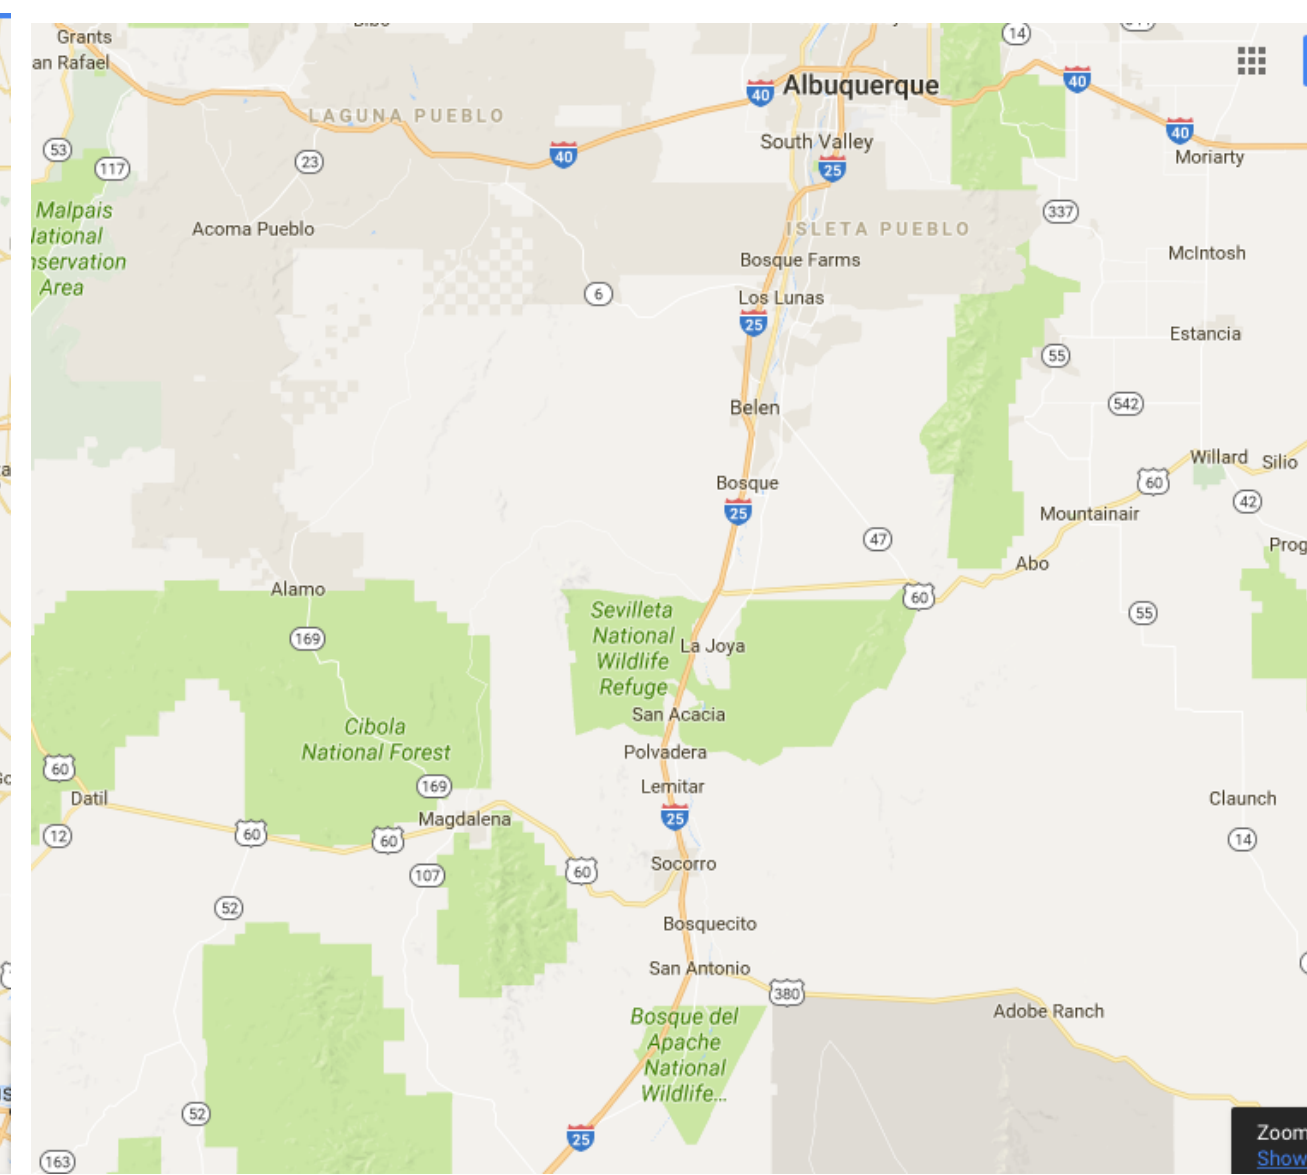 Grants
an Rafael
14
Albuquerque
40
40
LAGUNA PUEBLO
40
South Valley
53
23
40
Moriarty
117
25
Malpais
National
nservation
Area
337
Acoma Pueblo
ISLETA PUEBLO
McIntosh
Bosque Farms
6
Los Lunas
25
Estancia
55
Belen
542
Willard
Silio
Bosque
60
42
25
Mountainair
47
Prog
Abo
Alamo
60
Sevilleta
National
Wildlife
Refuge
55
169
La Joya
San Acacia
Cibola
National Forest
Polvadera
60
169
Lemitar
Datil
Claunch
25
Magdalena
12
60
60
14
Socorro
107
60
52
Bosquecito
San Antonio
380
Adobe Ranch
Bosque del
Apache
National
Wildlife...
52
25
Zoom
163
Show